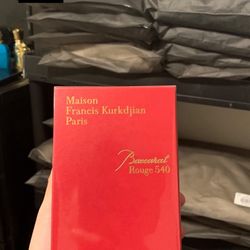 Maison
Francis Kurkdjian
Paris
Baccarat
Rouge 540